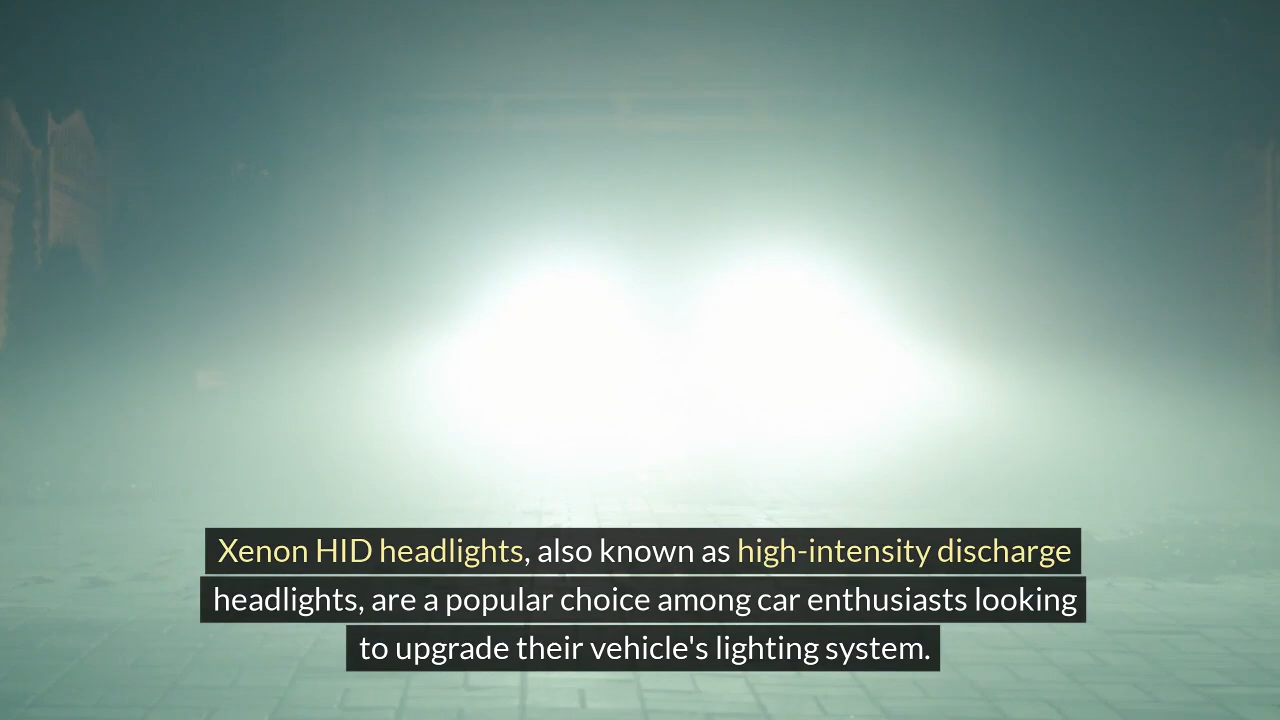 Xenon HID headlights, also known as high-intensity discharge
headlights, are a popular choice among car enthusiasts looking
to upgrade their vehicle's lighting system.